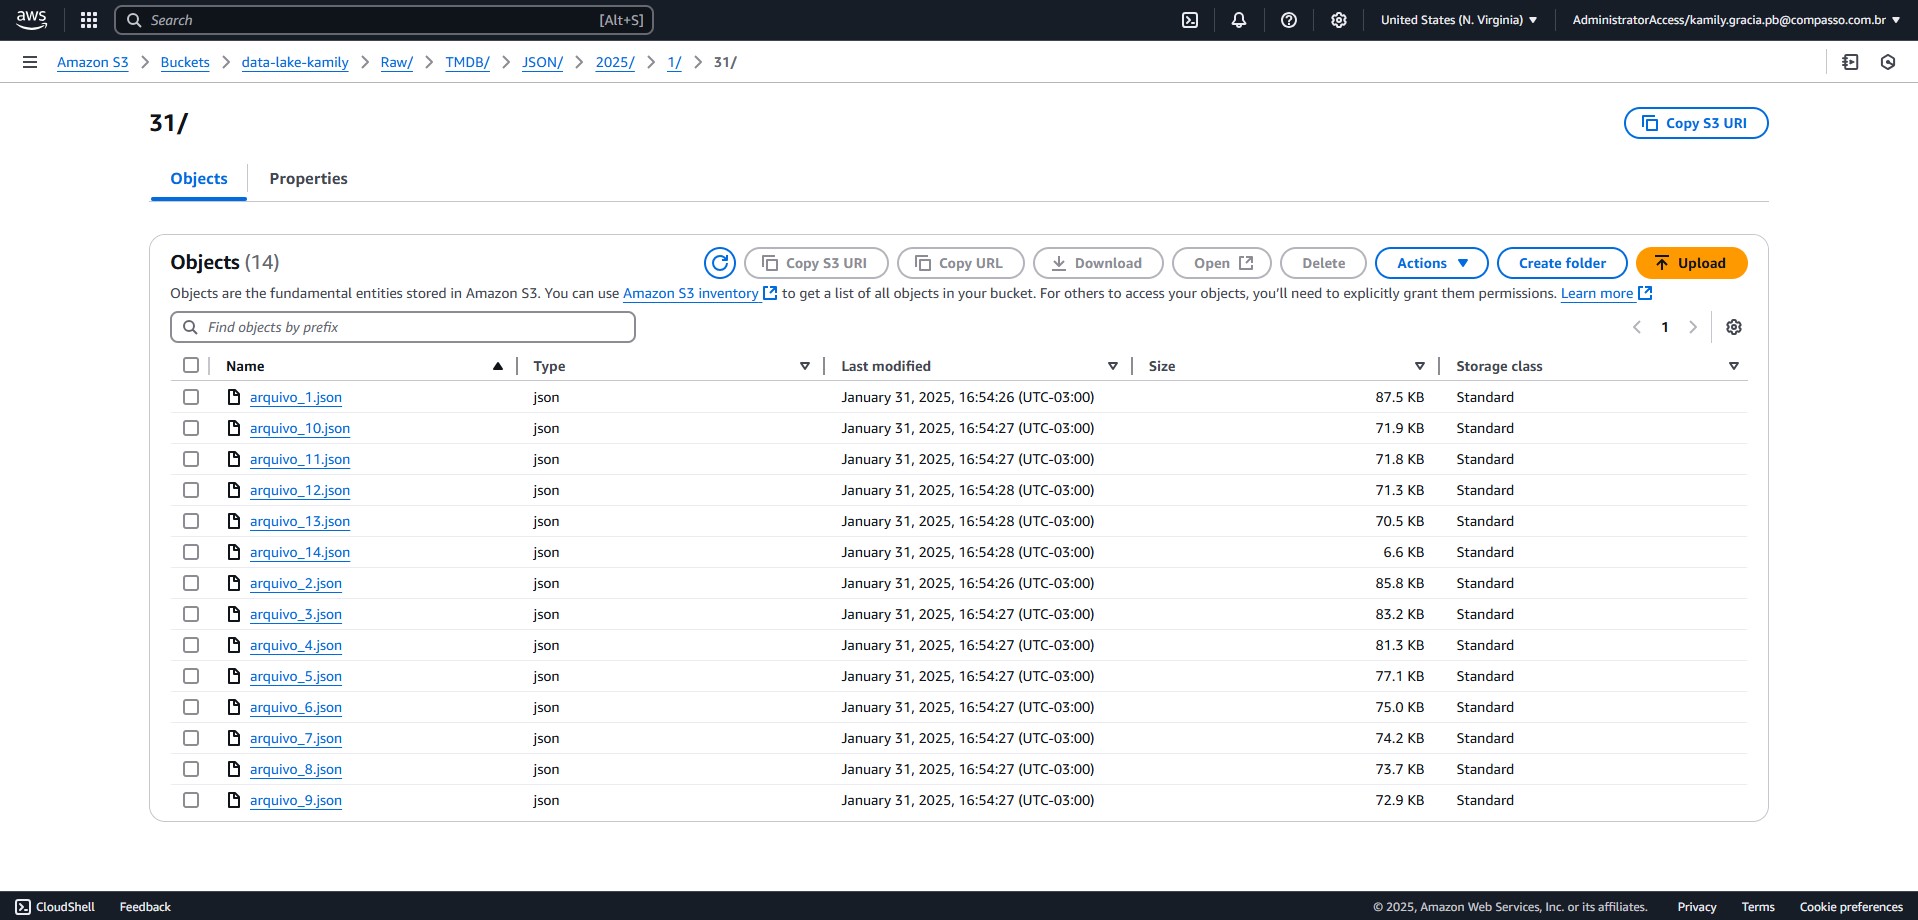 aws Search [Alt+S] United States (N. Virginia) AdministratorAccess/kamily.gracia.pb@compasso.com.br
Amazon S3 Buckets data-lake-kamily Raw/ TMDB/ JSON/ 2025/ 1/ 31/
31/
Copy S3 URI
Objects Properties
Objects (14) Copy S3 URI Copy URL Download Open Delete Actions Create folder Upload
Objects are the fundamental entities stored in Amazon S3. You can use Amazon S3 inventory to get a list of all objects in your bucket. For others to access your objects, you’ll need to explicitly grant them permissions. Learn more
Find objects by prefix 1
Name Type Last modified Size Storage class
arquivo_1.json json January 31, 2025, 16:54:26 (UTC-03:00) 87.5 KB Standard
arquivo_10.json json January 31, 2025, 16:54:27 (UTC-03:00) 71.9 KB Standard
arquivo_11.json json January 31, 2025, 16:54:27 (UTC-03:00) 71.8 KB Standard
arquivo_12.json json January 31, 2025, 16:54:28 (UTC-03:00) 71.3 KB Standard
arquivo_13.json json January 31, 2025, 16:54:28 (UTC-03:00) 70.5 KB Standard
arquivo_14.json json January 31, 2025, 16:54:28 (UTC-03:00) 6.6 KB Standard
arquivo_2.json json January 31, 2025, 16:54:26 (UTC-03:00) 85.8 KB Standard
arquivo_3.json json January 31, 2025, 16:54:27 (UTC-03:00) 83.2 KB Standard
arquivo_4.json json January 31, 2025, 16:54:27 (UTC-03:00) 81.3 KB Standard
arquivo_5.json json January 31, 2025, 16:54:27 (UTC-03:00) 77.1 KB Standard
arquivo_6.json json January 31, 2025, 16:54:27 (UTC-03:00) 75.0 KB Standard
arquivo_7.json json January 31, 2025, 16:54:27 (UTC-03:00) 74.2 KB Standard
arquivo_8.json json January 31, 2025, 16:54:27 (UTC-03:00) 73.7 KB Standard
arquivo_9.json json January 31, 2025, 16:54:27 (UTC-03:00) 72.9 KB Standard
CloudShell Feedback © 2025, Amazon Web Services, Inc. or its affiliates. Privacy Terms Cookie preferences